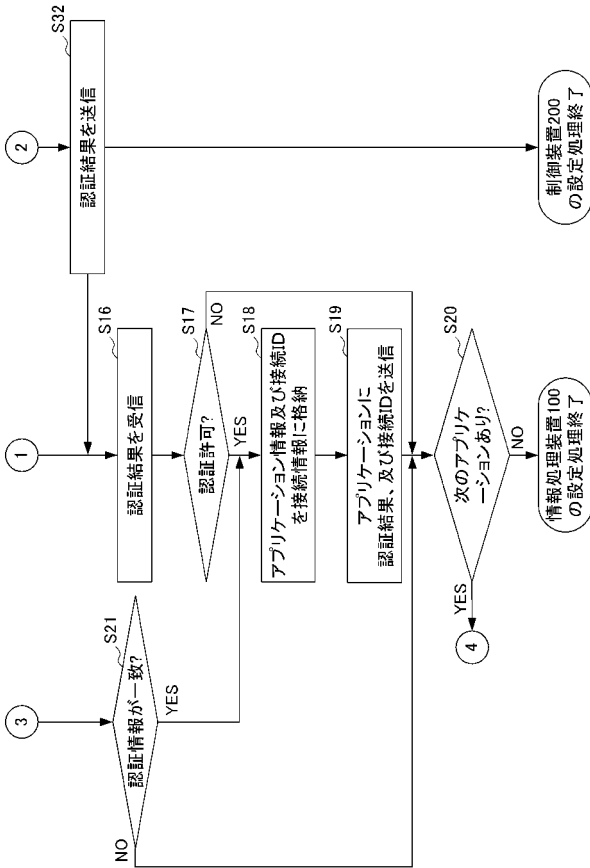 3
1
2
S21
認証情報が一致?
NO
YES
S32
認証結果を送信
S16
認証結果を受信
S17
認証許可?
NO
YES
S18
アプリケーション情報及び接続ID
を接続情報に格納
S19
アプリケーションに
認証結果、及び接続IDを送信
S20
次のアプリケ
ーションあり?
YES
NO
4
情報処理装置100
の設定処理終了
制御装置200
の設定処理終了